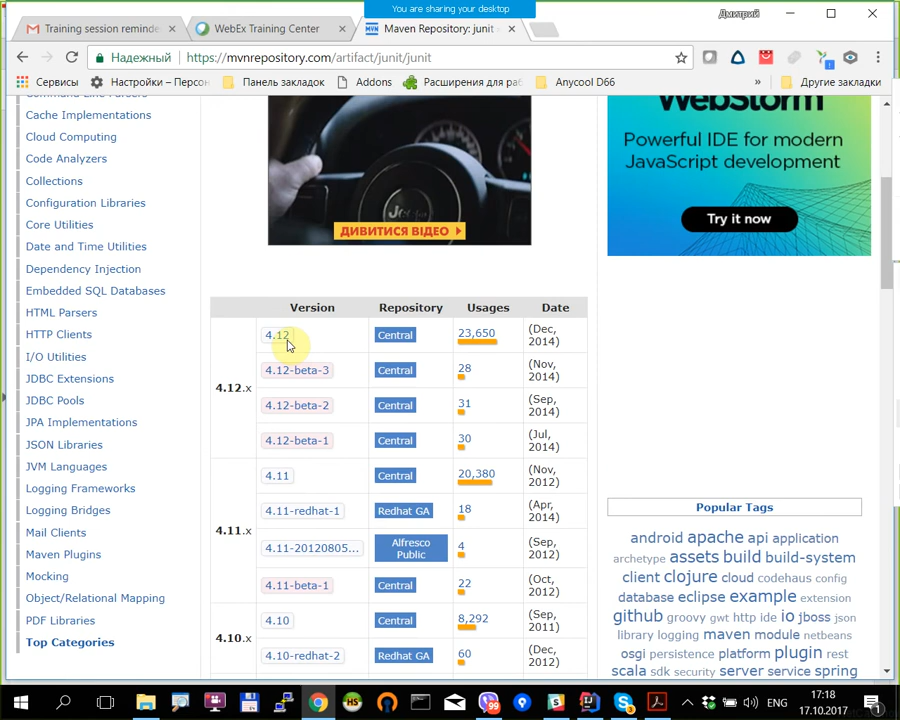 You are sharing your desktop
Training session reminde
WebEx Training Center
Maven Repository: junit
Дмитрий
Надежный
https://mvnrepository.com/artifact/junit/junit
Сервисы
Настройки – Персон
Панель закладок
Addons
Расширения для раб
Anycool D66
»
Другие закладки
Cache Implementations
Cloud Computing
Code Analyzers
Collections
Configuration Libraries
Core Utilities
Date and Time Utilities
Dependency Injection
Embedded SQL Databases
HTML Parsers
HTTP Clients
I/O Utilities
JDBC Extensions
JDBC Pools
JPA Implementations
JSON Libraries
JVM Languages
Logging Frameworks
Logging Bridges
Mail Clients
Maven Plugins
Mocking
Object/Relational Mapping
PDF Libraries
Top Categories
Jeep
ДИВИТИСЯ ВІДЕО
WebStorm
Powerful IDE for modern
JavaScript development
Try it now
Version Repository Usages Date
4.12.x
4.12 Central 23,650 (Dec, 2014)
4.12-beta-3 Central 28 (Nov, 2014)
4.12-beta-2 Central 31 (Sep, 2014)
4.12-beta-1 Central 30 (Jul, 2014)
4.11.x
4.11 Central 20,380 (Nov, 2012)
4.11-redhat-1 Redhat GA 18 (Apr, 2014)
4.11-20120805... Alfresco Public 4 (Sep, 2012)
4.11-beta-1 Central 22 (Oct, 2012)
4.10.x
4.10 Central 8,292 (Sep, 2011)
4.10-redhat-2 Redhat GA 60 (Dec, 2012)
Popular Tags
android apache api application
archetype assets build build-system
client clojure cloud codehaus config
database eclipse example extension
github groovy gwt http ide io jboss json
library logging maven module netbeans
osgi persistence platform plugin rest
scala sdk security server service spring
99
ENG
17:18
17.10.2017
1